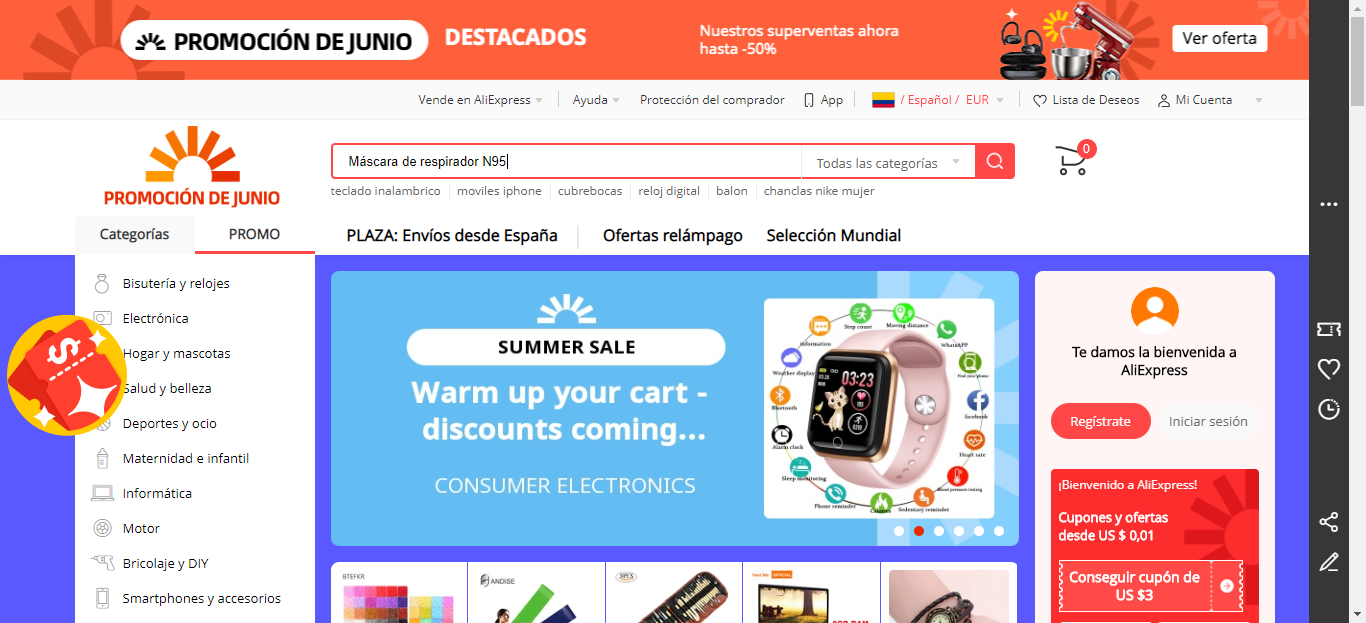 PROMOCIÓN DE JUNIO
DESTACADOS
Nuestros superventas ahora
hasta -50%
Ver oferta
Vende en AliExpress
Ayuda
Protección del comprador
App
/ Español / EUR
Lista de Deseos
Mi Cuenta
PROMOCIÓN DE JUNIO
Máscara de respirador N95
Todas las categorías
0
teclado inalambrico
moviles iphone
cubrebocas
reloj digital
balon
chanclas nike mujer
Categorías
PROMO
PLAZA: Envíos desde España
Ofertas relámpago
Selección Mundial
Bisutería y relojes
Electrónica
Hogar y mascotas
Salud y belleza
Deportes y ocio
Maternidad e infantil
Informática
Motor
Bricolaje y DIY
Smartphones y accesorios
$
SUMMER SALE
Warm up your cart -
discounts coming...
CONSUMER ELECTRONICS
Step count
Moving distance
information
WhatsAPP
Weather display
Find your phone
Bluetooth
facebook
Alarm clock
Heart rate
Sleep monitoring
Blood pressure testing
Phone reminder
Calories
Sedentary reminder
03:23
Te damos la bienvenida a
AliExpress
Regístrate
Iniciar sesión
¡Bienvenido a AliExpress!
Cupones y ofertas
desde US $ 0,01
Conseguir cupón de
US $3
BTEFKR
ANDISE
30PCS
Feed Me
OFFICIAL